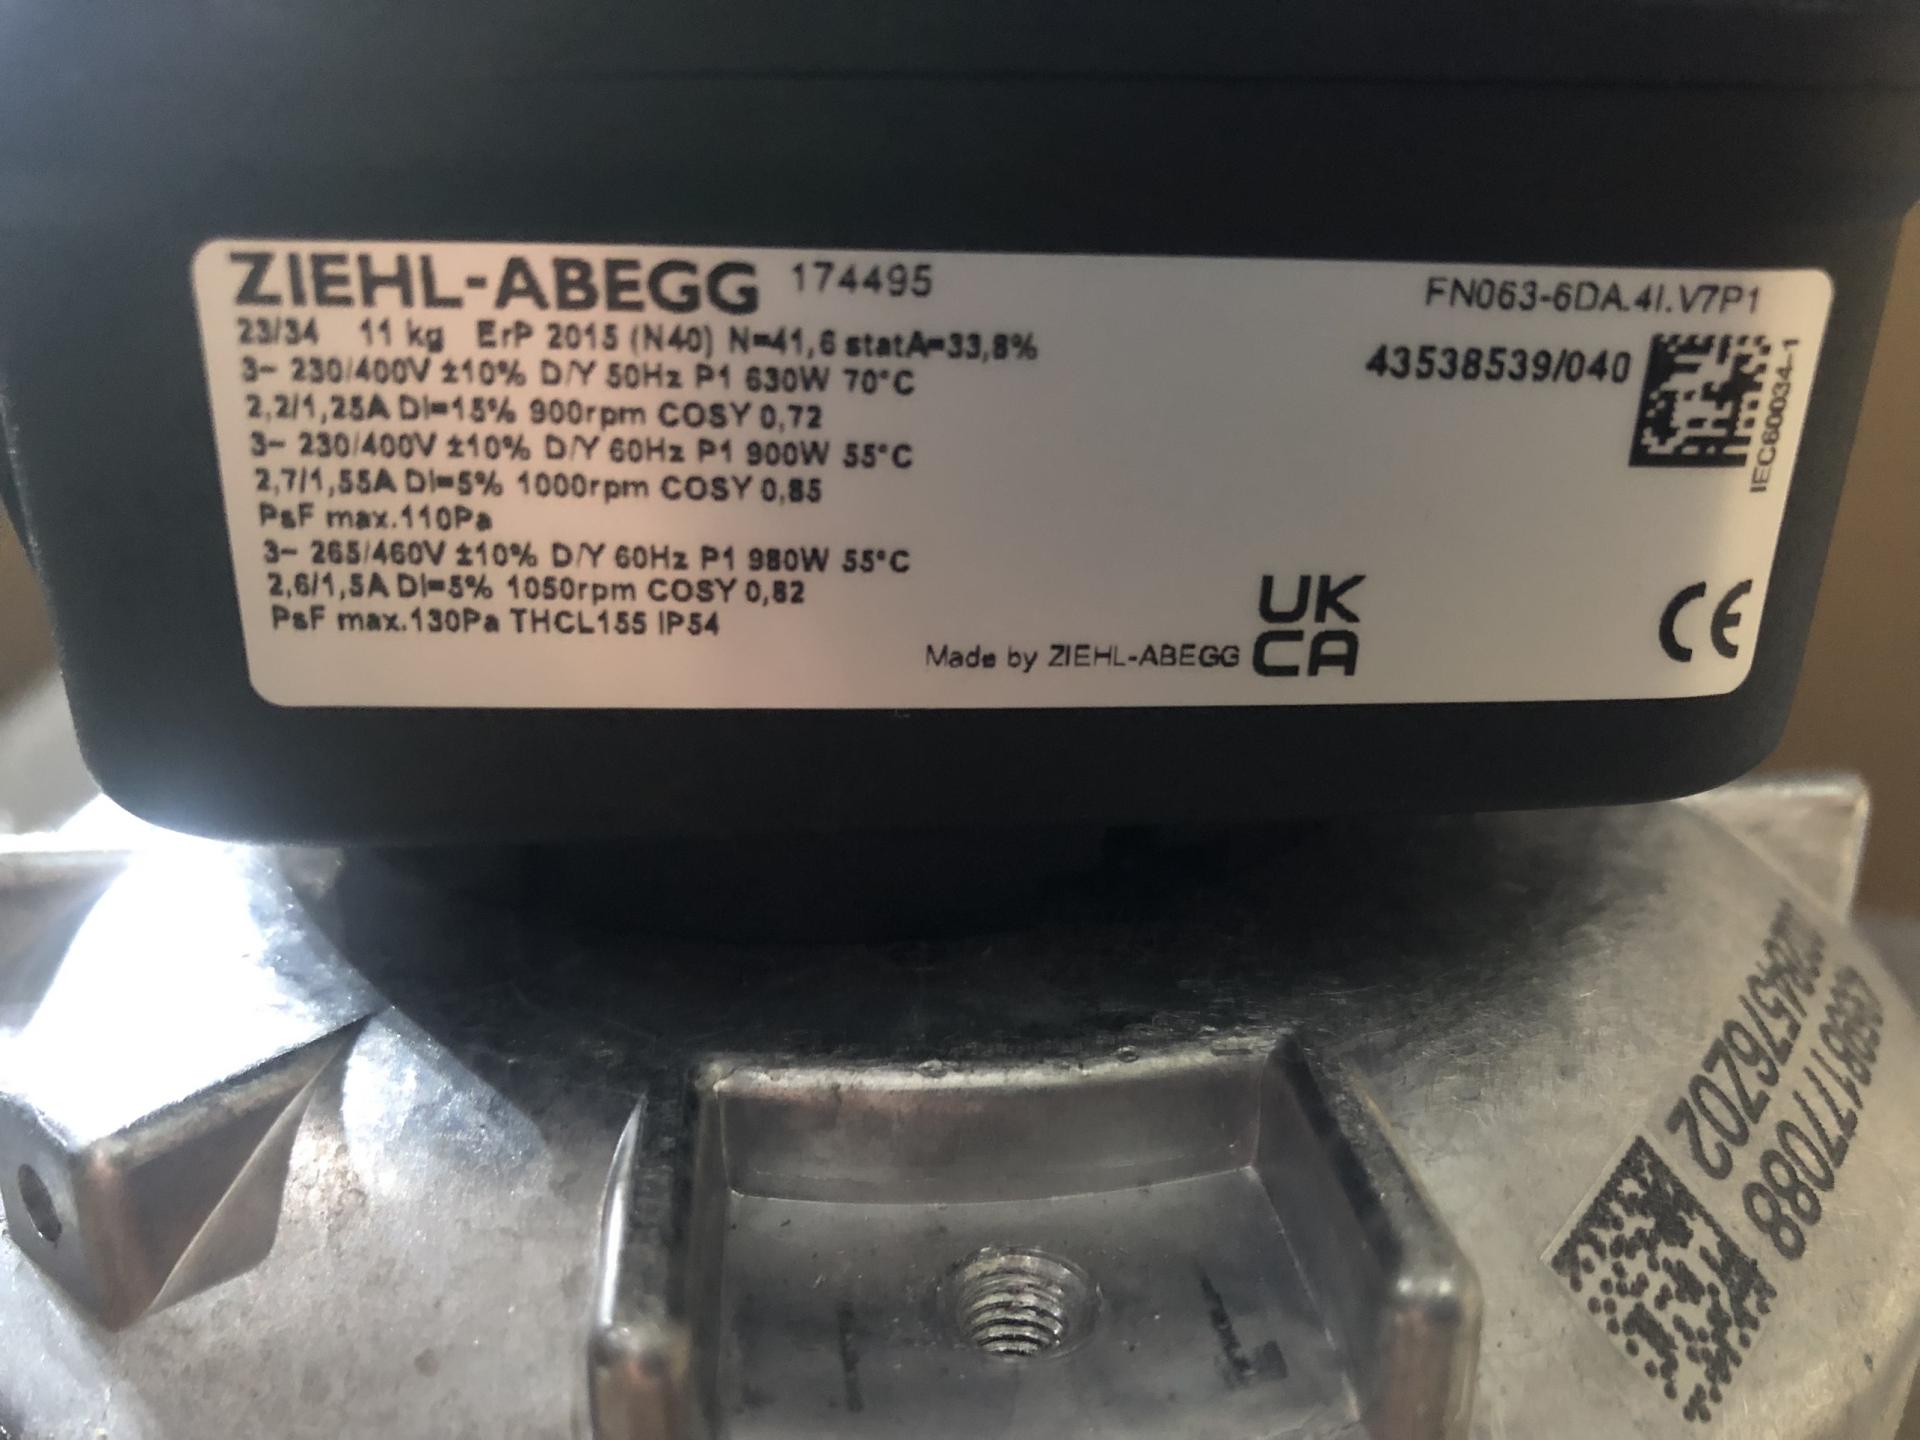 ZIEHL-ABEGG 174495 FN063-6DA.4I.V7P1
23/34 11 kg ErP 2015 (N40) N=41,6 statA=33,8%
43538539/040
3~ 230/400V ±10% D/Y 50Hz P1 630W 70°C
2,2/1,25A DI=15% 900rpm COSY 0,72
3~ 230/400V ±10% D/Y 60Hz P1 900W 55°C
2,7/1,55A DI=5% 1000rpm COSY 0,85
PsF max.110Pa
3~ 265/460V ±10% D/Y 60Hz P1 980W 55°C
2,6/1,5A DI=5% 1050rpm COSY 0,82
PsF max.130Pa THCL155 IP54
IEC60034-1
Made by ZIEHL-ABEGG
UK
CA
CE